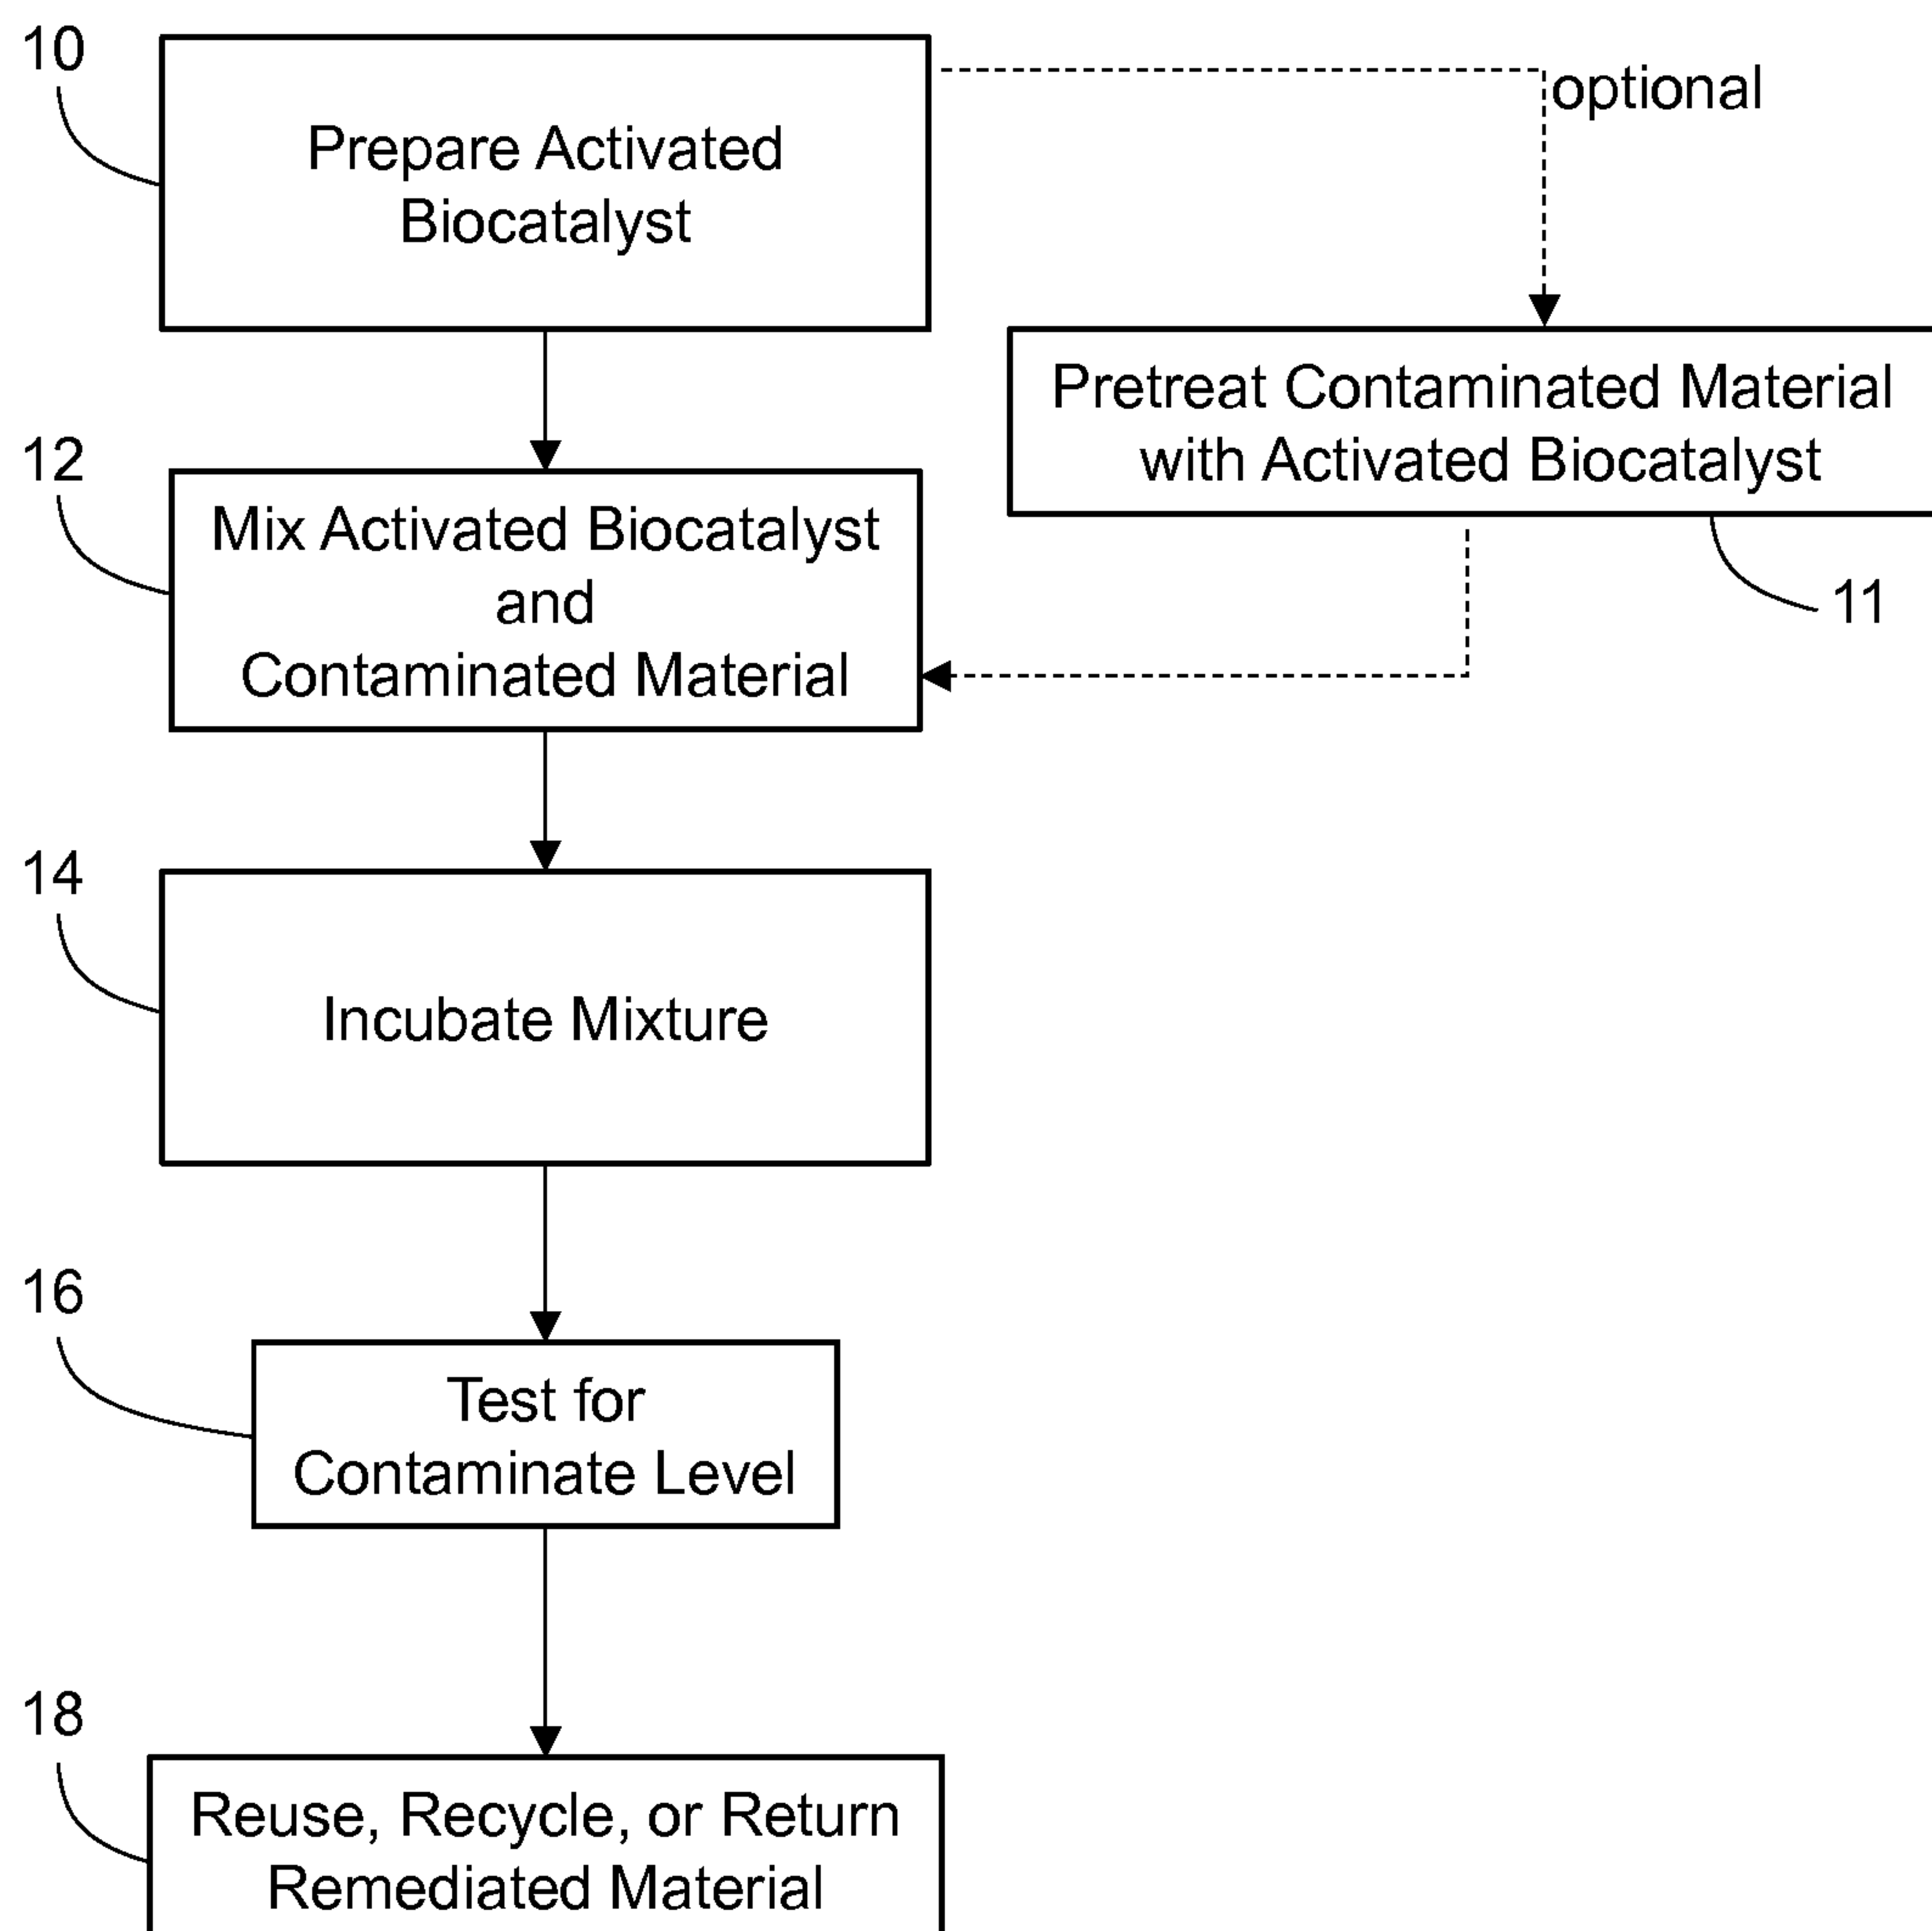 10
Prepare Activated
Biocatalyst
optional
Pretreat Contaminated Material
with Activated Biocatalyst
11
12
Mix Activated Biocatalyst
and
Contaminated Material
14
Incubate Mixture
16
Test for
Contaminate Level
18
Reuse, Recycle, or Return
Remediated Material